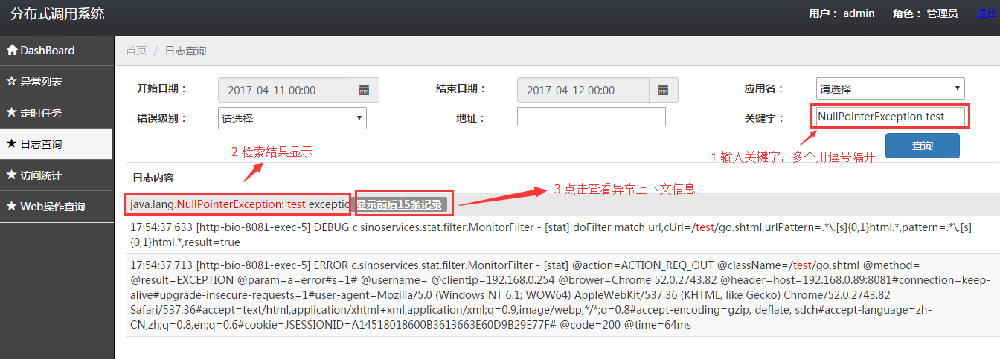 分布式调用系统
用户： admin 角色： 管理员 退出
DashBoard
异常列表
定时任务
日志查询
访问统计
Web操作查询
首页 / 日志查询
开始日期： 2017-04-11 00:00 结束日期： 2017-04-12 00:00 应用名： 请选择
错误级别： 请选择 地址： 关键字： NullPointerException test
查询
1 输入关键字，多个用逗号隔开
2 检索结果显示
日志内容
3 点击查看异常上下文信息
java.lang.NullPointerException: test exceptio 显示前后15条记录
17:54:37.633 [http-bio-8081-exec-5] DEBUG c.sinoservices.stat.filter.MonitorFilter - [stat] doFilter match url,cUrl=/test/go.shtml,urlPattern=.*\.[s]{0,1}html.*,pattern=.*\.[s]
{0,1}html.*,result=true
17:54:37.713 [http-bio-8081-exec-5] ERROR c.sinoservices.stat.filter.MonitorFilter - [stat] @action=ACTION_REQ_OUT @className=/test/go.shtml @method=
@result=EXCEPTION @param=a=error#s=1# @username= @clientIp=192.168.0.254 @brower=Chrome 52.0.2743.82 @header=host=192.168.0.89:8081#connection=keep-
alive#upgrade-insecure-requests=1#user-agent=Mozilla/5.0 (Windows NT 6.1; WOW64) AppleWebKit/537.36 (KHTML, like Gecko) Chrome/52.0.2743.82
Safari/537.36#accept=text/html,application/xhtml+xml,application/xml;q=0.9,image/webp,*/*;q=0.8#accept-encoding=gzip, deflate, sdch#accept-language=zh-
CN,zh;q=0.8,en;q=0.6#cookie=JSESSIONID=A14518018600B3613663E60D9B29E77F# @code=200 @time=64ms